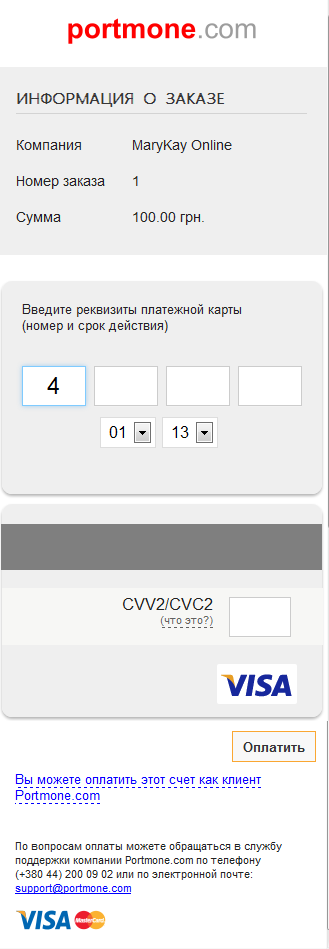 portmone.com
ИНФОРМАЦИЯ О ЗАКАЗЕ
Компания MaryKay Online
Номер заказа 1
Сумма 100.00 грн.
Введите реквизиты платежной карты
(номер и срок действия)
4
01 13
CVV2/CVC2
(что это?)
VISA
Оплатить
Вы можете оплатить этот счет как клиент
Portmone.com
По вопросам оплаты можете обращаться в службу
поддержки компании Portmone.com по телефону
(+380 44) 200 09 02 или по электронной почте:
support@portmone.com
VISA MasterCard